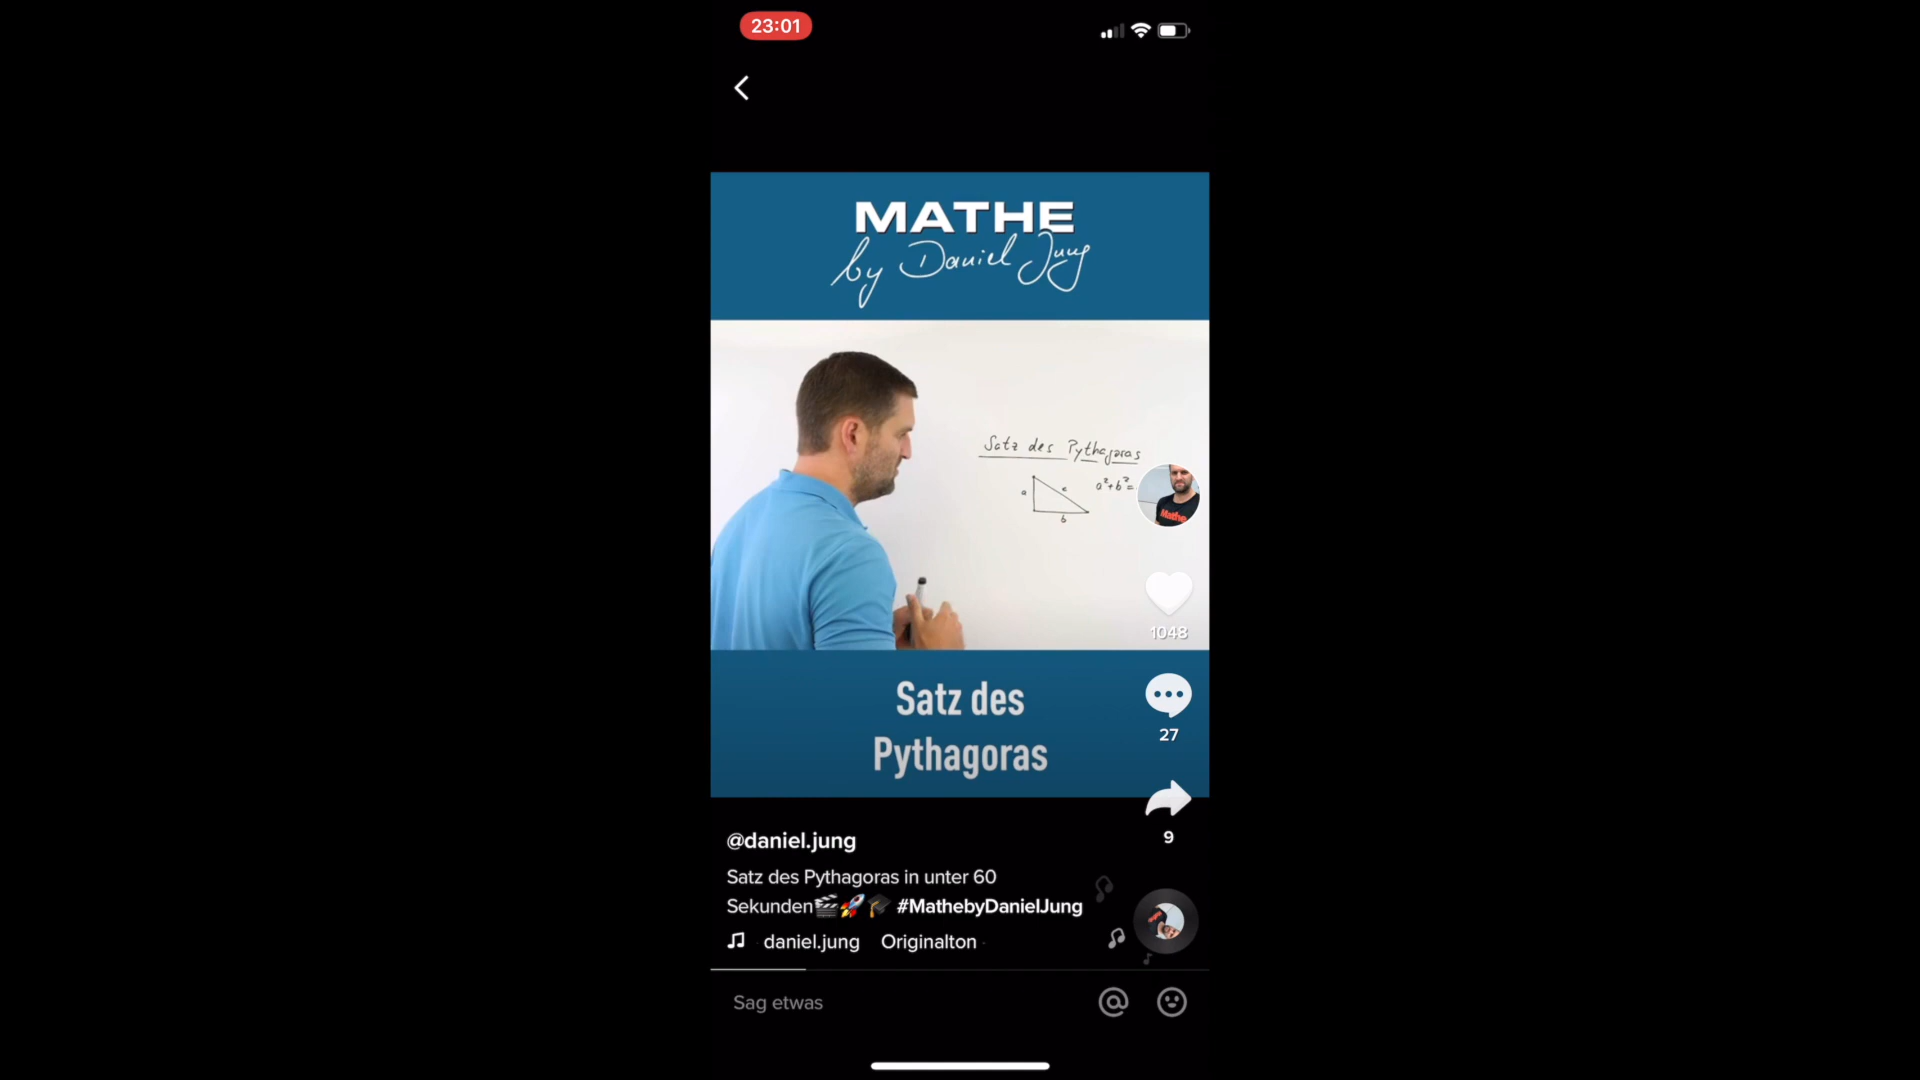 23:01
MATHE
by Daniel Jung
Satz des Pythagoras
a
c
b
a²+b²=
Mathe
1048
Satz des
Pythagoras
27
9
@daniel.jung
Satz des Pythagoras in unter 60
Sekunden🎬🚀🎓 #MathebyDanielJung
daniel.jung Originalton
Sag etwas